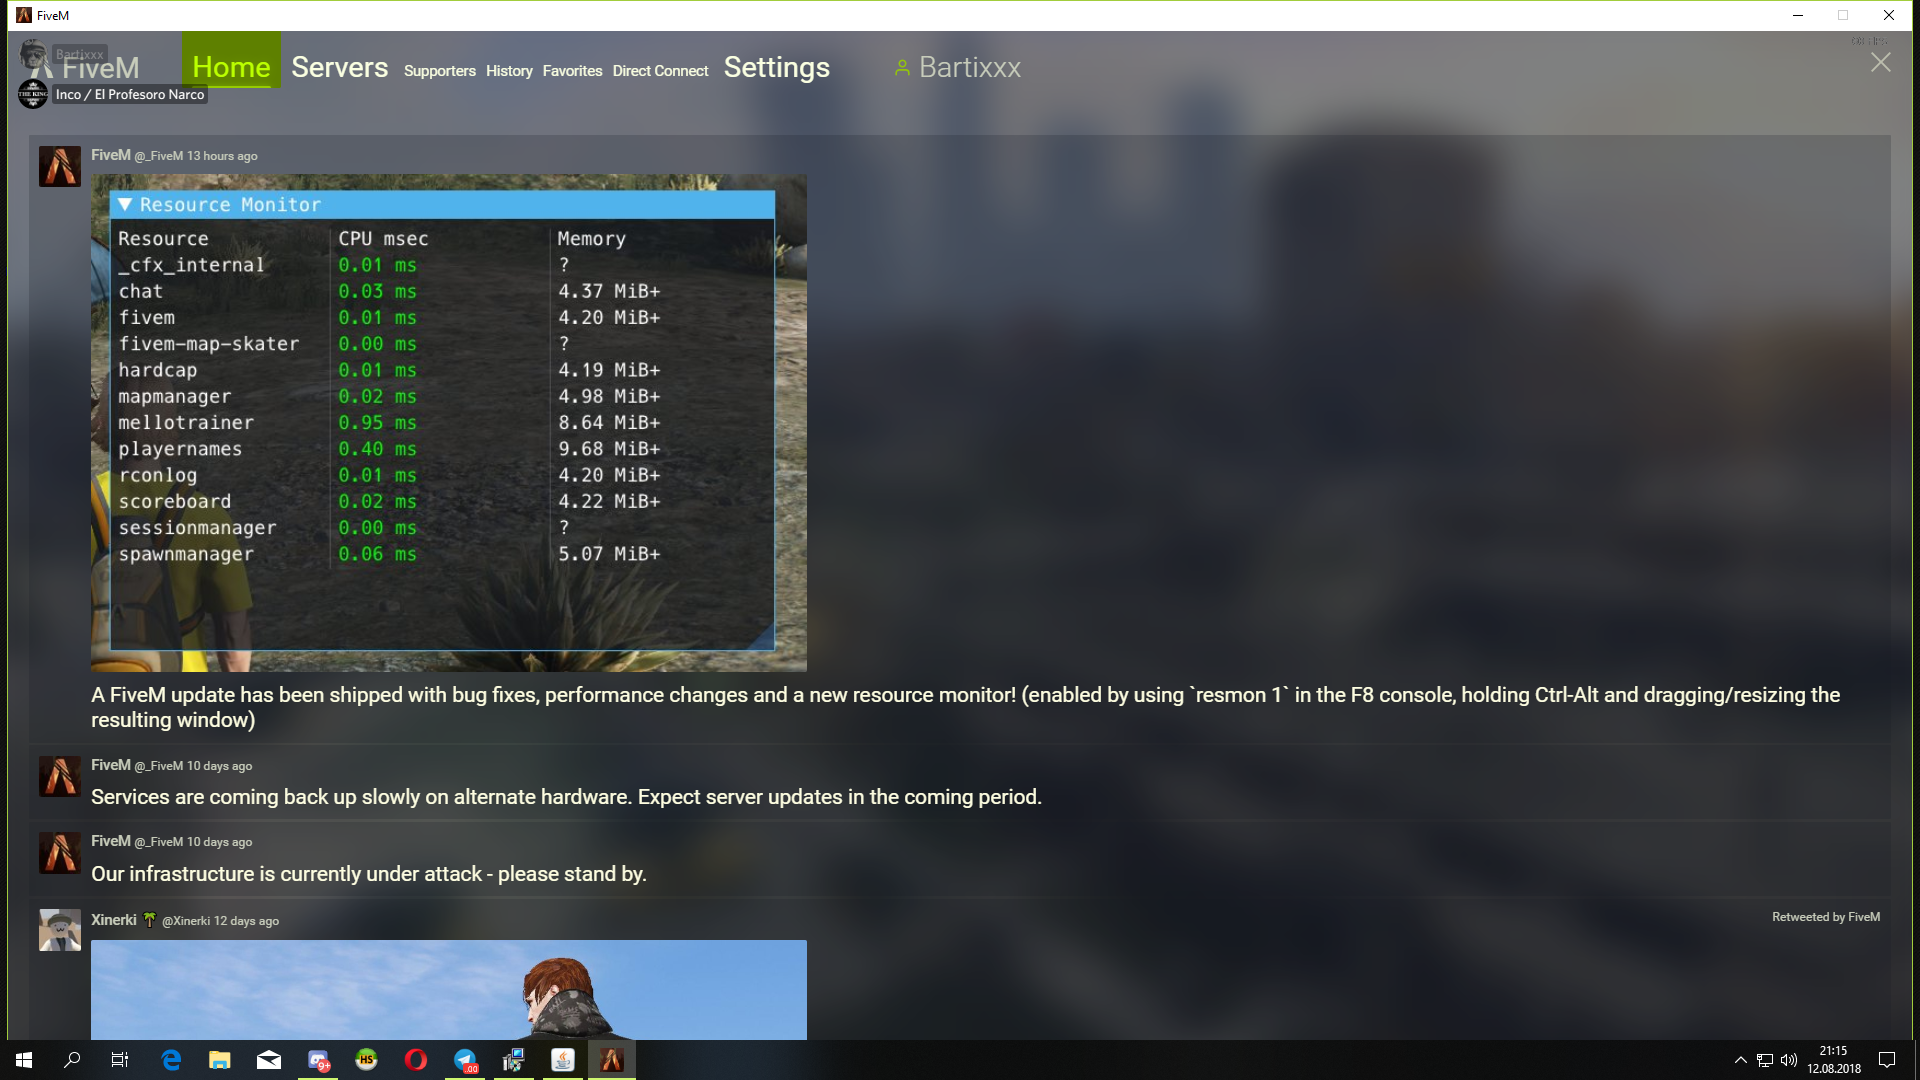 FiveM
Bartixxx
FiveM
Home Servers Supporters History Favorites Direct Connect Settings Bartixxx
THE KING
Inco / El Profesoro Narco
FiveM @_FiveM 13 hours ago
Resource Monitor
Resource CPU msec Memory
_cfx_internal 0.01 ms ?
chat 0.03 ms 4.37 MiB+
fivem 0.01 ms 4.20 MiB+
fivem-map-skater 0.00 ms ?
hardcap 0.01 ms 4.19 MiB+
mapmanager 0.02 ms 4.98 MiB+
mellotrainer 0.95 ms 8.64 MiB+
playernames 0.40 ms 9.68 MiB+
rconlog 0.01 ms 4.20 MiB+
scoreboard 0.02 ms 4.22 MiB+
sessionmanager 0.00 ms ?
spawnmanager 0.06 ms 5.07 MiB+
A FiveM update has been shipped with bug fixes, performance changes and a new resource monitor! (enabled by using `resmon 1` in the F8 console, holding Ctrl-Alt and dragging/resizing the
resulting window)
FiveM @_FiveM 10 days ago
Services are coming back up slowly on alternate hardware. Expect server updates in the coming period.
FiveM @_FiveM 10 days ago
Our infrastructure is currently under attack - please stand by.
Xinerki @Xinerki 12 days ago
Retweeted by FiveM
9+
HS
.00
21:15
12.08.2018